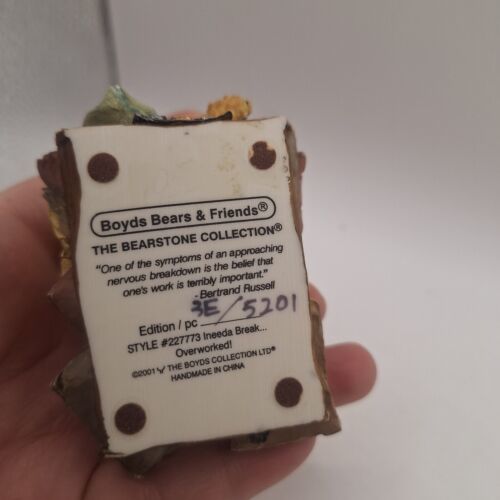 Boyds Bears & Friends®
THE BEARSTONE COLLECTION®
"One of the symptoms of an approaching
nervous breakdown is the belief that
one's work is terribly important."
- Bertrand Russell
Edition / pc 3E/5201
STYLE #227773 Ineeda Break...
Overworked!
©2001 THE BOYDS COLLECTION LTD®
HANDMADE IN CHINA